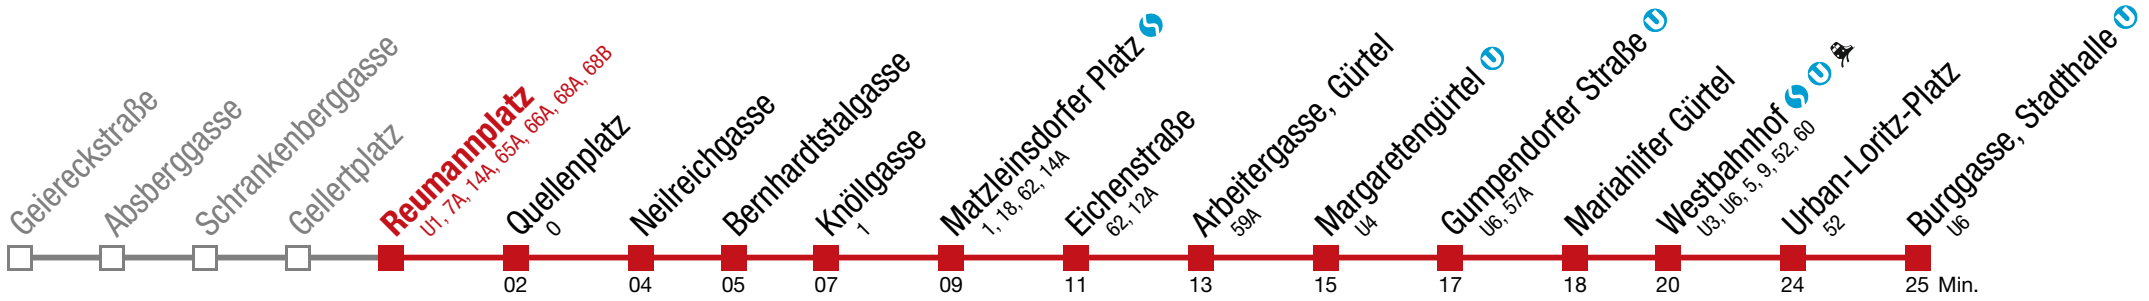 Geiereckstraße
Absberggasse
Schrankenberggasse
Gellertplatz
Reumannplatz
U1, 7A, 14A, 65A, 66A, 68A, 68B
Quellenplatz
0
Neilreichgasse
Bernhardtstalgasse
Knöllgasse
1
Matzleinsdorfer Platz
1, 18, 62, 14A
Eichenstraße
62, 12A
Arbeitergasse, Gürtel
59A
Margaretengürtel U
U4
Gumpendorfer Straße U
U6, 57A
Mariahilfer Gürtel
Westbahnhof S U
U3, U6, 5, 9, 52, 60
Urban-Loritz-Platz
52
Burggasse, Stadthalle U
U6
02 04 05 07 09 11 13 15 17 18 20 24 25 Min.